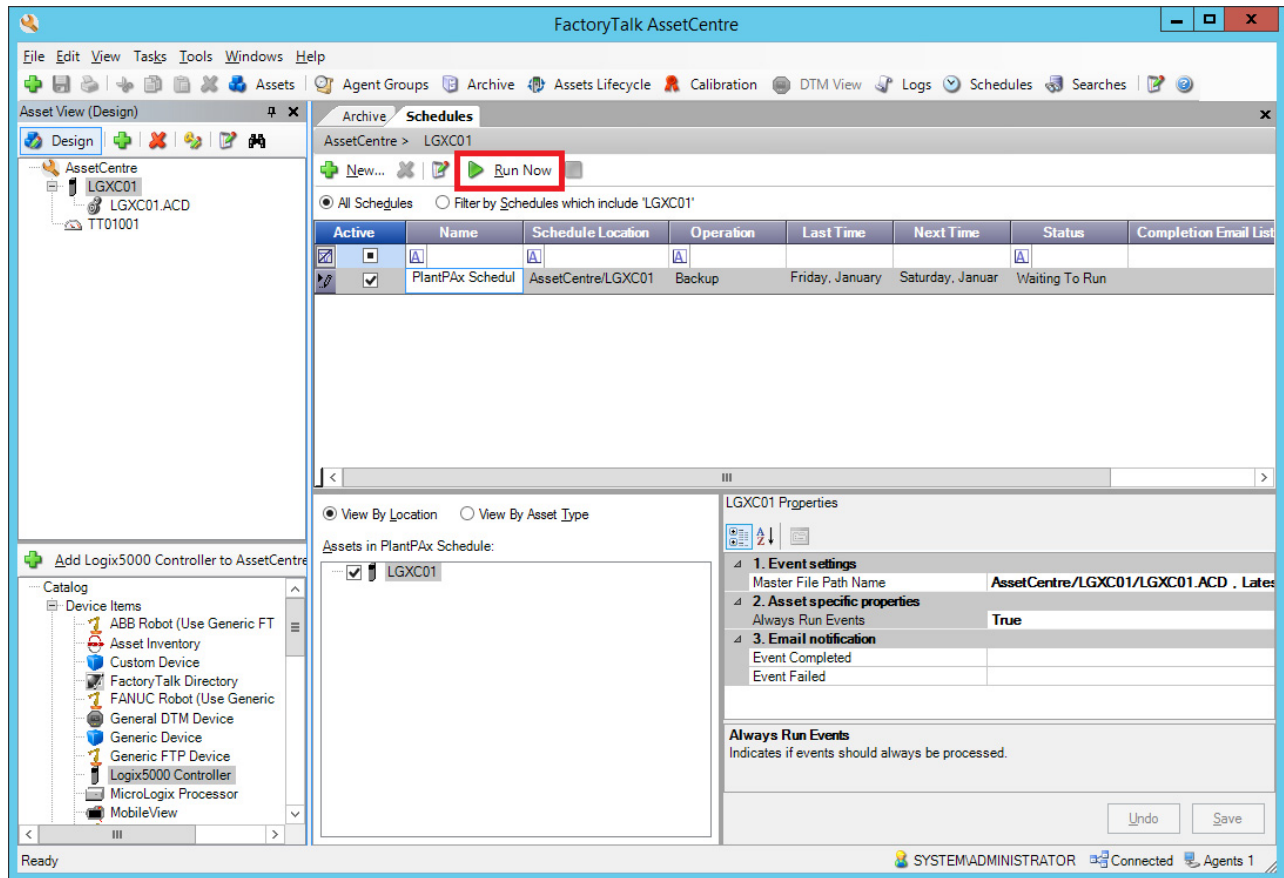 FactoryTalk AssetCentre
File Edit View Tasks Tools Windows Help
Assets Agent Groups Archive Assets Lifecycle Calibration DTM View Logs Schedules Searches
Asset View (Design)
Design
AssetCentre
LGXC01
LGXC01.ACD
TT01001
Archive Schedules
AssetCentre > LGXC01
New... Run Now
All Schedules Filter by Schedules which include 'LGXC01'
Active Name Schedule Location Operation Last Time Next Time Status Completion Email List
PlantPAx Schedul AssetCentre/LGXC01 Backup Friday, January Saturday, Januar Waiting To Run
View By Location View By Asset Type
Assets in PlantPAx Schedule:
LGXC01
LGXC01 Properties
1. Event settings
Master File Path Name AssetCentre/LGXC01/LGXC01.ACD , Lates
2. Asset specific properties
Always Run Events True
3. Email notification
Event Completed
Event Failed
Always Run Events
Indicates if events should always be processed.
Undo Save
Add Logix5000 Controller to AssetCentre
Catalog
Device Items
ABB Robot (Use Generic FT
Asset Inventory
Custom Device
FactoryTalk Directory
FANUC Robot (Use Generic
General DTM Device
Generic Device
Generic FTP Device
Logix5000 Controller
MicroLogix Processor
MobileView
Ready SYSTEM\ADMINISTRATOR Connected Agents 1